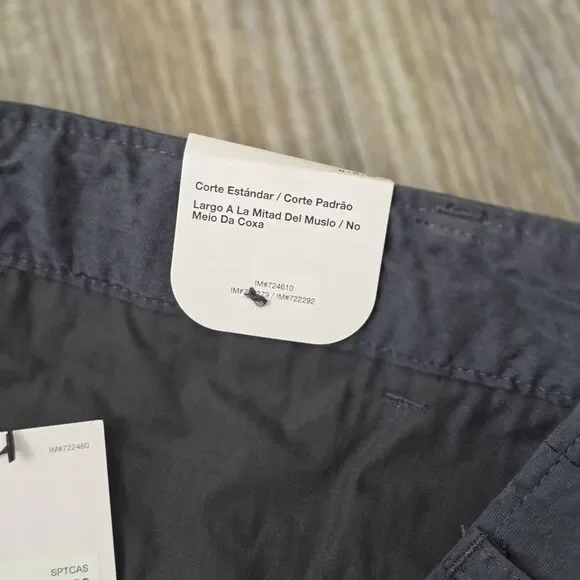 Corte Estándar / Corte Padrão
Largo A La Mitad Del Muslo / No
Meio Da Coxa
IM#724610
/ IM#722292
IM#722460
SPTCAS